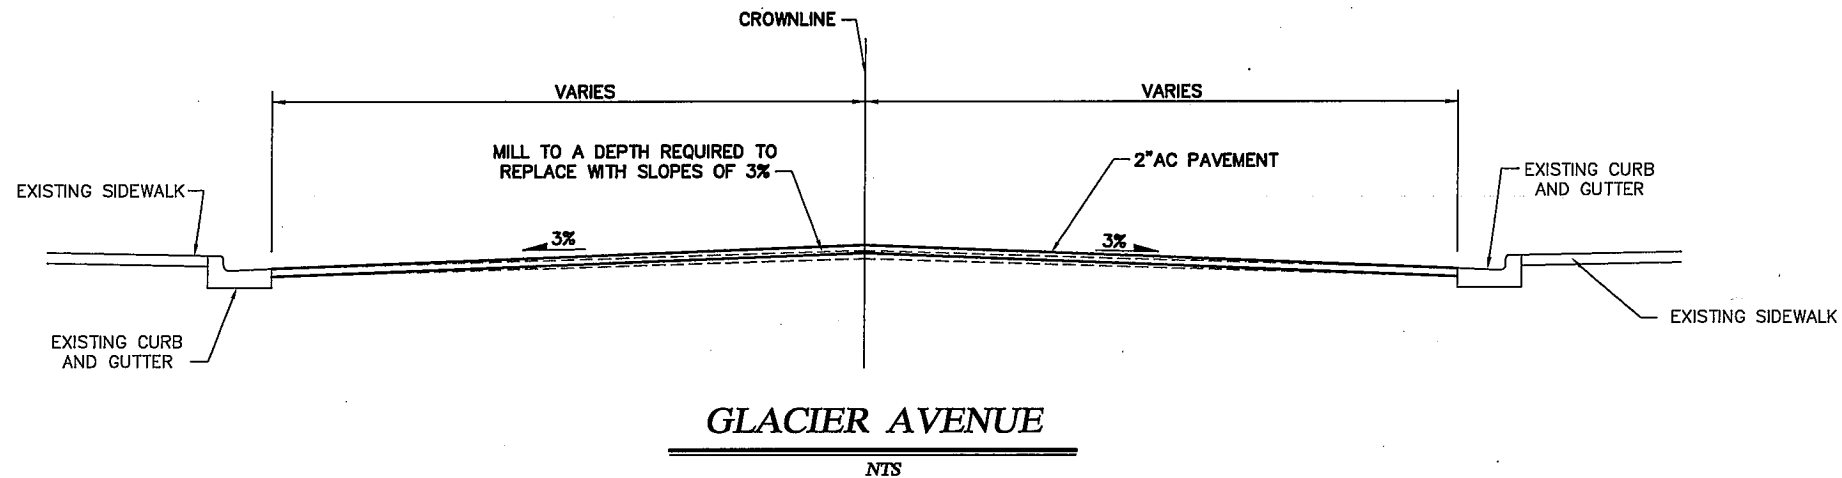 CROWNLINE
VARIES
VARIES
MILL TO A DEPTH REQUIRED TO
REPLACE WITH SLOPES OF 3%
2"AC PAVEMENT
EXISTING SIDEWALK
EXISTING CURB
AND GUTTER
3%
3%
EXISTING CURB
AND GUTTER
EXISTING SIDEWALK
GLACIER AVENUE
NTS